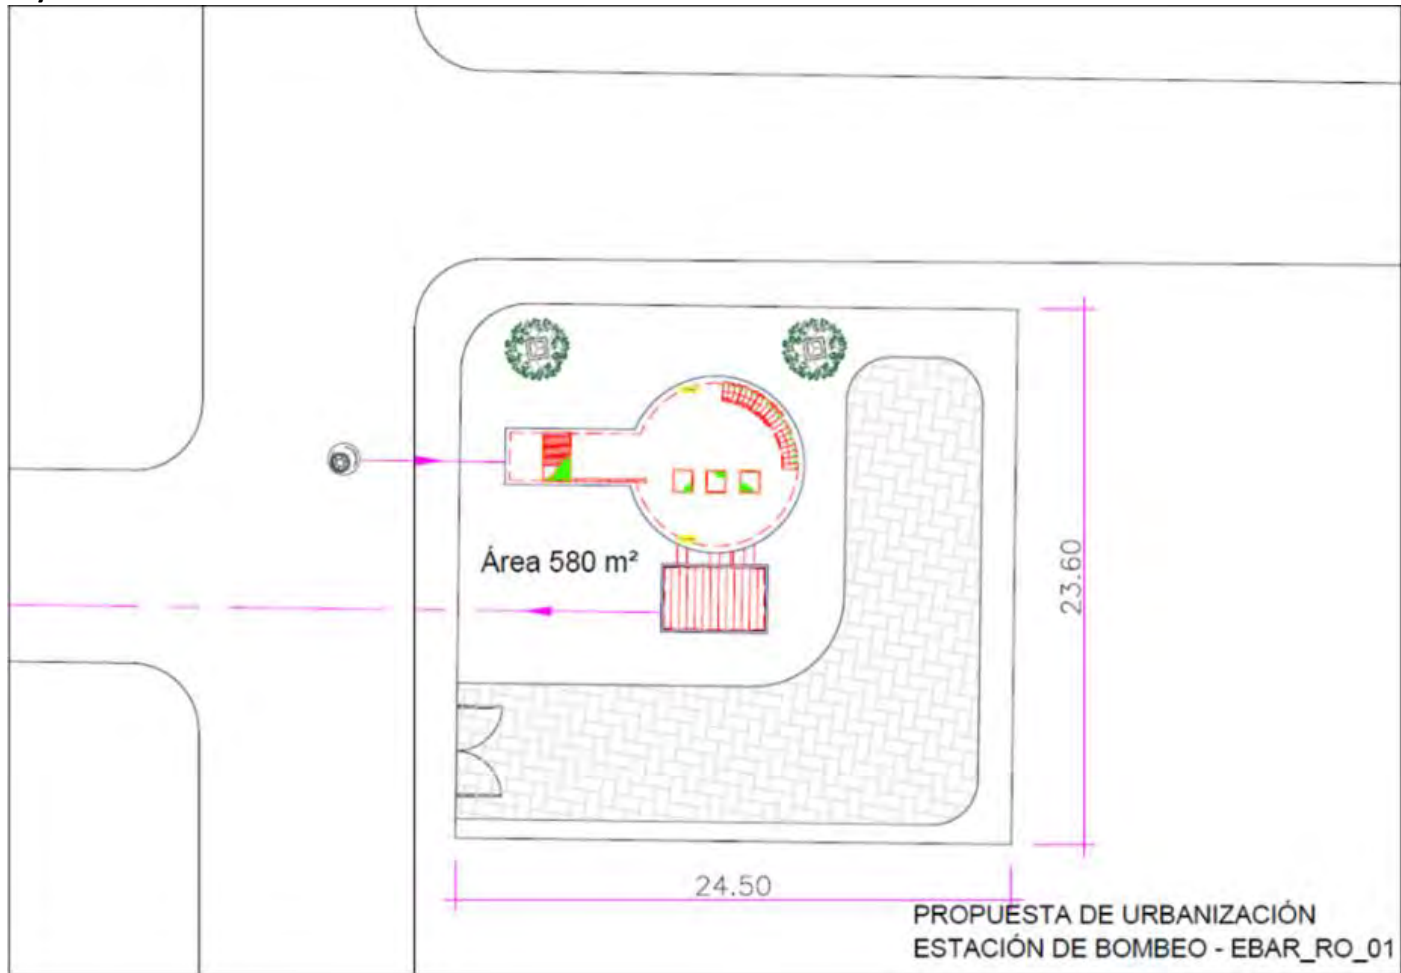 Área 580 m²
23.60
24.50
PROPUESTA DE URBANIZACIÓN
ESTACIÓN DE BOMBEO - EBAR_RO_01